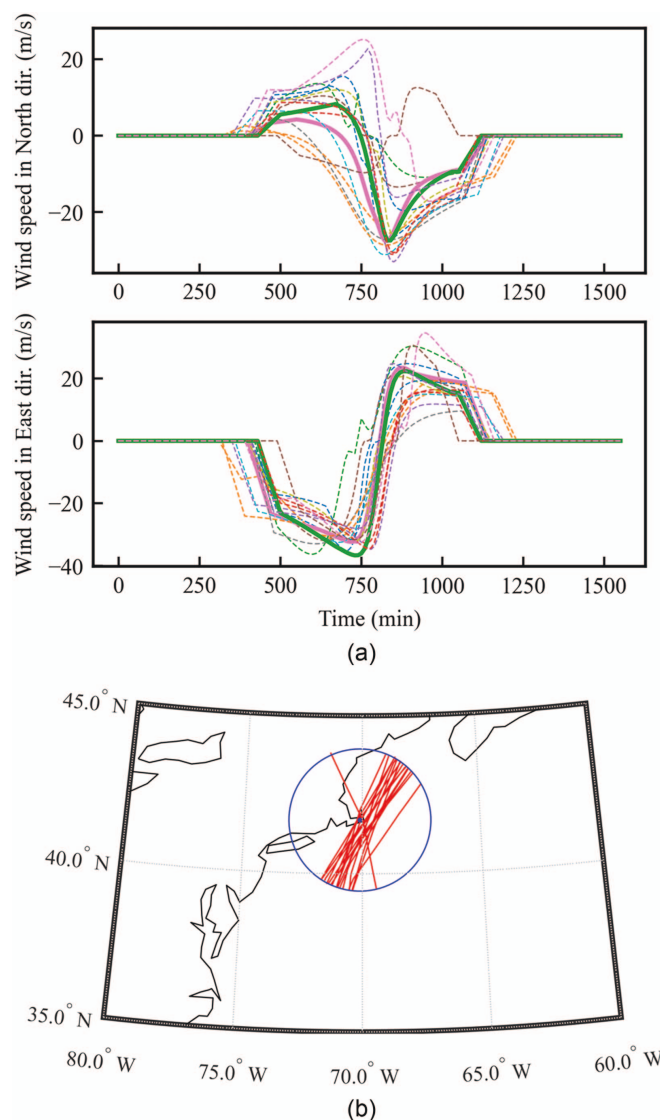 Wind speed in North dir. (m/s)
20
0
−20
0 250 500 750 1000 1250 1500
Wind speed in East dir. (m/s)
20
0
−20
−40
0 250 500 750 1000 1250 1500
Time (min)
(a)
45.0° N
40.0° N
35.0° N
80.0° W 75.0° W 70.0° W 65.0° W 60.0° W
(b)